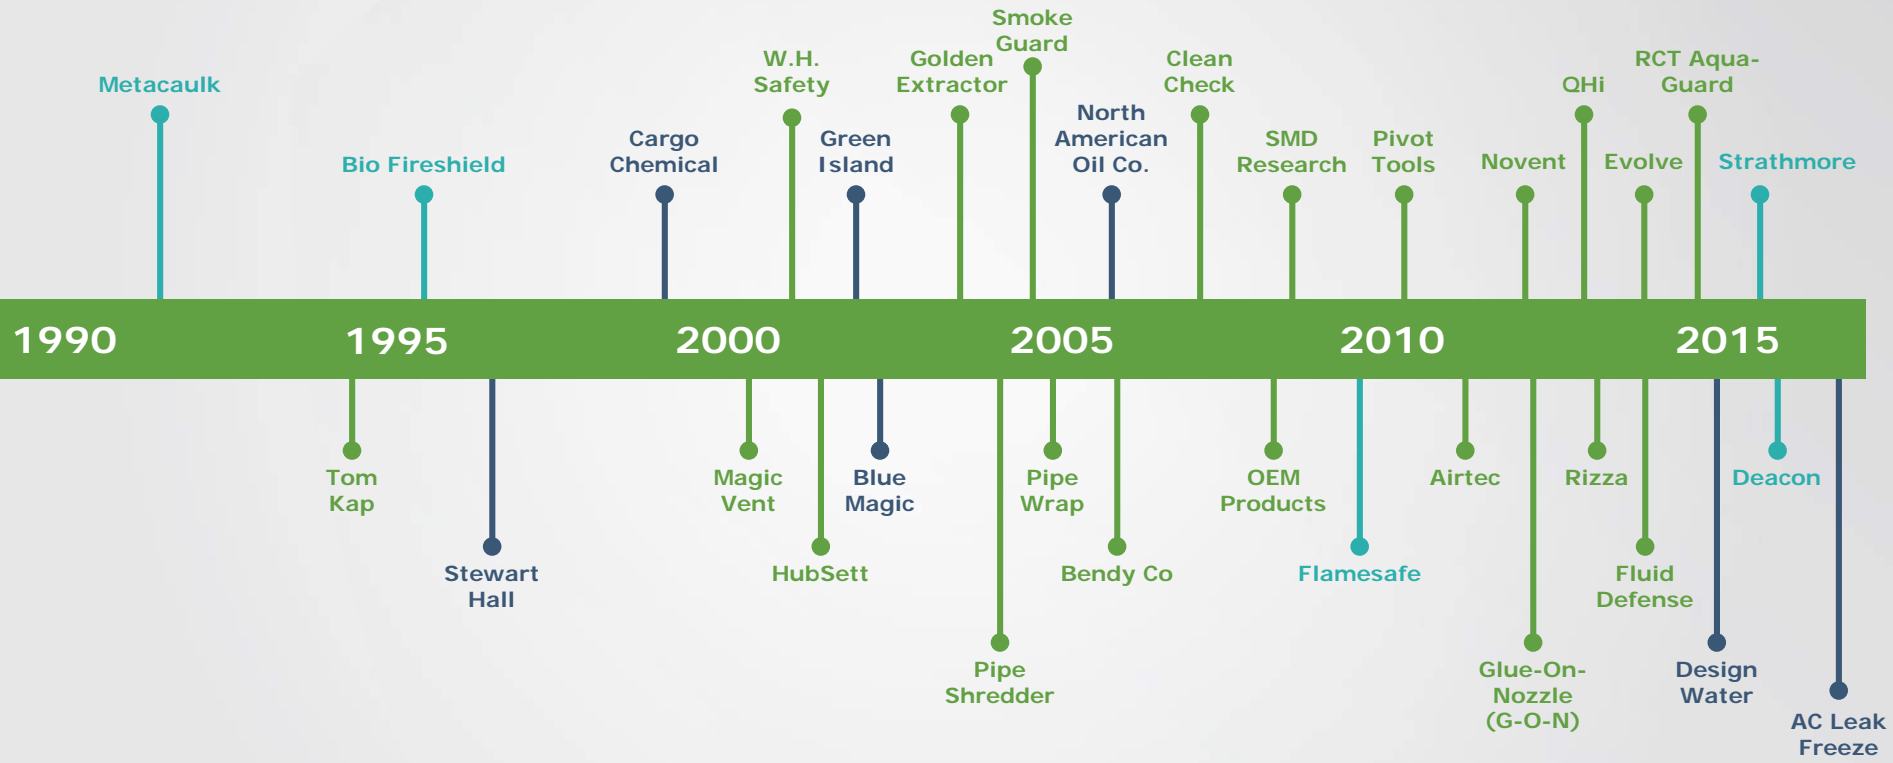 Metacaulk
Bio Fireshield
Cargo
Chemical
W.H.
Safety
Green
Island
Golden
Extractor
Smoke
Guard
North
American
Oil Co.
Clean
Check
SMD
Research
Pivot
Tools
Novent
QHi
Evolve
RCT Aqua-
Guard
Strathmore
1990 1995 2000 2005 2010 2015
Tom
Kap
Stewart
Hall
Magic
Vent
HubSett
Blue
Magic
Pipe
Shredder
Pipe
Wrap
Bendy Co
OEM
Products
Flamesafe
Airtec
Glue-On-
Nozzle
(G-O-N)
Rizza
Fluid
Defense
Design
Water
Deacon
AC Leak
Freeze